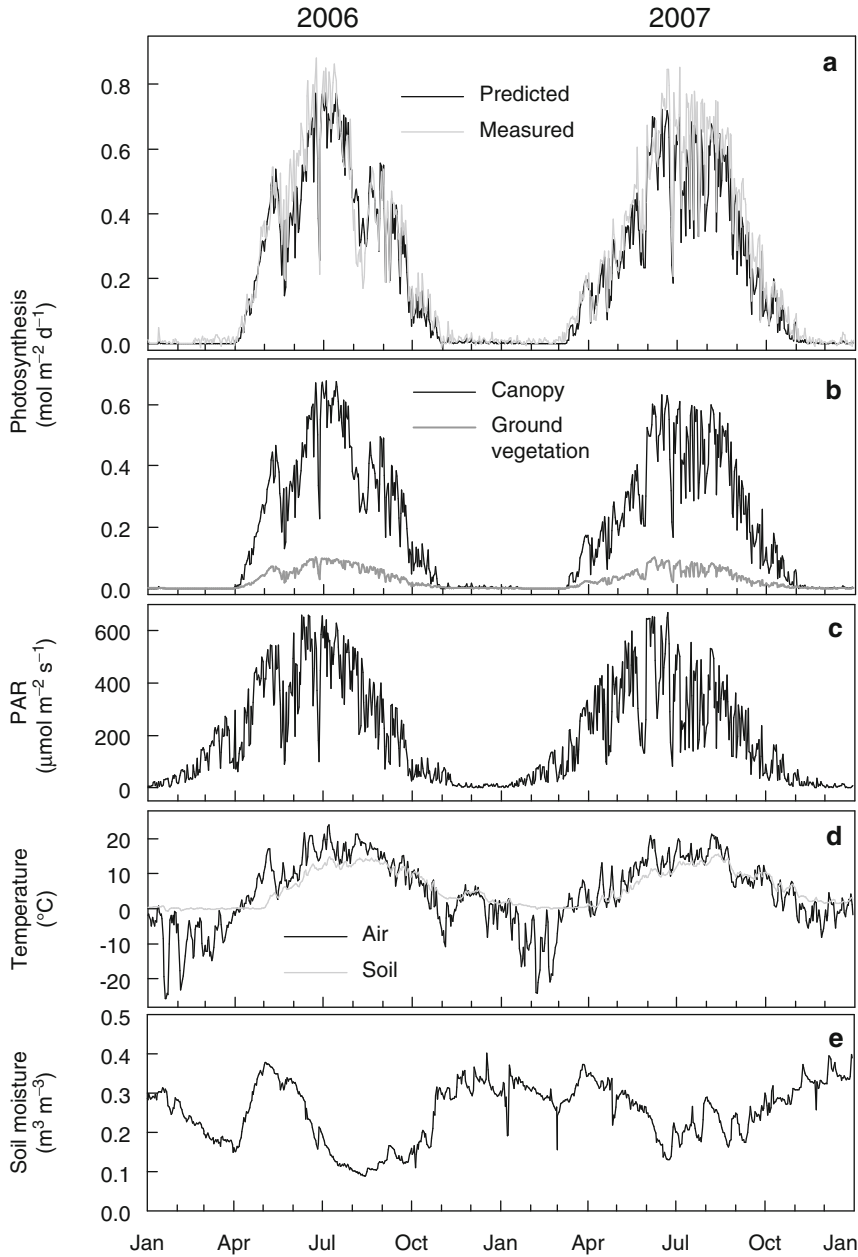 2006 2007
a
Predicted
Measured
0.8
0.6
0.4
0.2
0.0
Photosynthesis
(mol m⁻² d⁻¹)
b
Canopy
Ground
vegetation
0.6
0.4
0.2
0.0
c
PAR
(μmol m⁻² s⁻¹)
600
400
200
0
d
Temperature
(°C)
20
10
0
-10
-20
Air
Soil
e
Soil moisture
(m³ m⁻³)
0.5
0.4
0.3
0.2
0.1
0.0
Jan Apr Jul Oct Jan Apr Jul Oct Jan